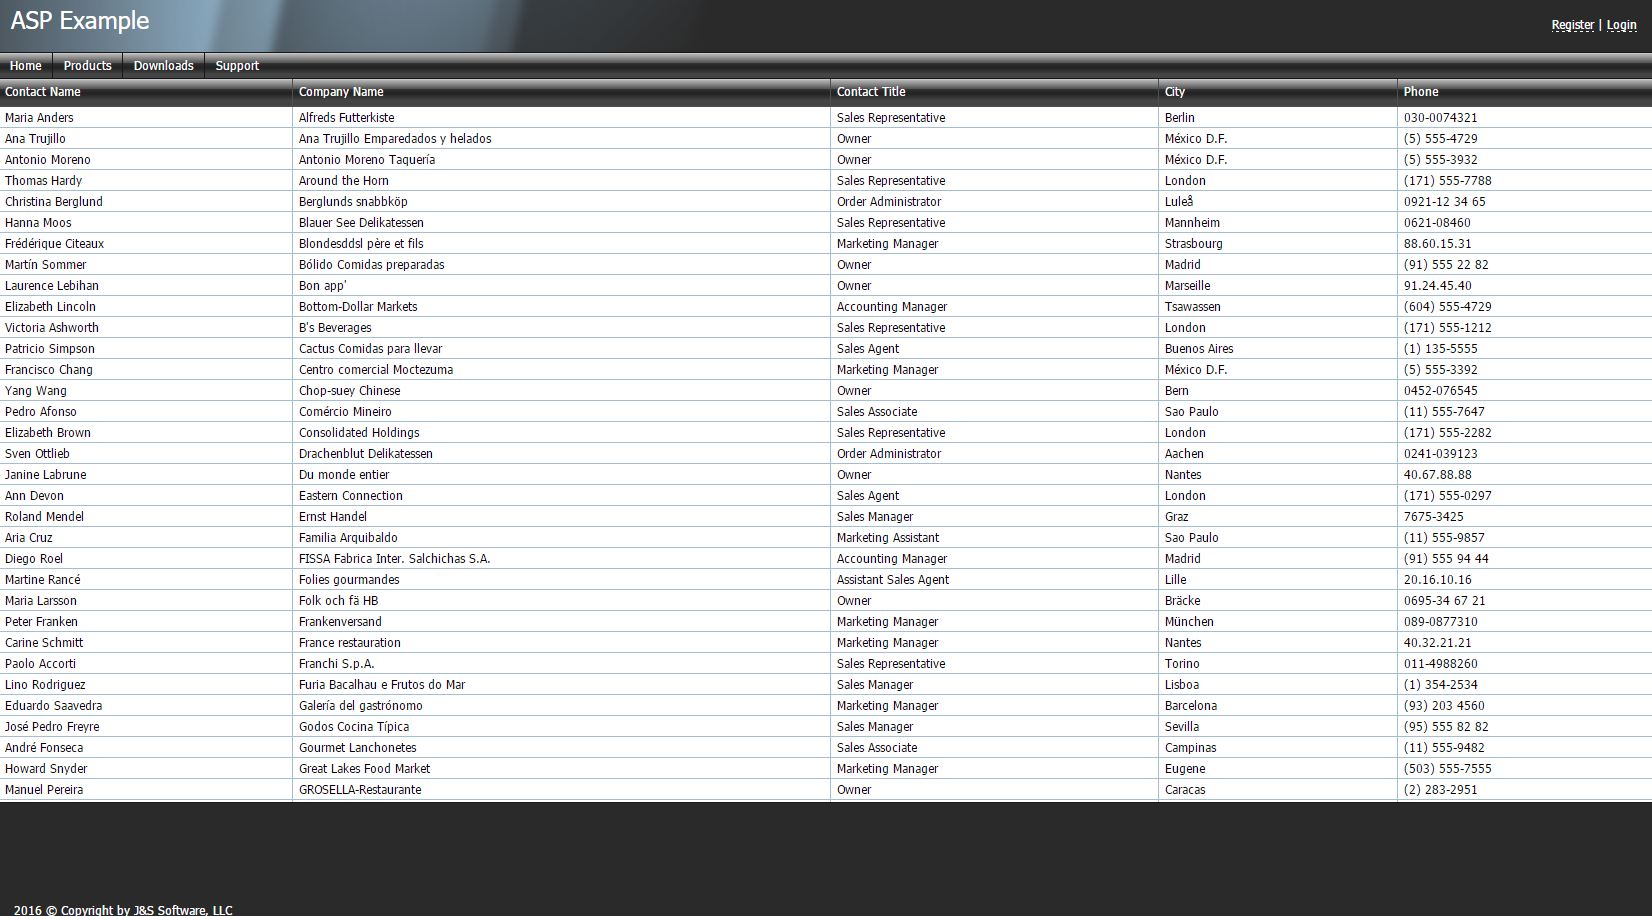 ASP Example
Register | Login
Home Products Downloads Support
Contact Name Company Name Contact Title City Phone
Maria Anders Alfreds Futterkiste Sales Representative Berlin 030-0074321
Ana Trujillo Ana Trujillo Emparedados y helados Owner México D.F. (5) 555-4729
Antonio Moreno Antonio Moreno Taquería Owner México D.F. (5) 555-3932
Thomas Hardy Around the Horn Sales Representative London (171) 555-7788
Christina Berglund Berglunds snabbköp Order Administrator Luleå 0921-12 34 65
Hanna Moos Blauer See Delikatessen Sales Representative Mannheim 0621-08460
Frédérique Citeaux Blondesddsl père et fils Marketing Manager Strasbourg 88.60.15.31
Martín Sommer Bólido Comidas preparadas Owner Madrid (91) 555 22 82
Laurence Lebihan Bon app' Owner Marseille 91.24.45.40
Elizabeth Lincoln Bottom-Dollar Markets Accounting Manager Tsawassen (604) 555-4729
Victoria Ashworth B's Beverages Sales Representative London (171) 555-1212
Patricio Simpson Cactus Comidas para llevar Sales Agent Buenos Aires (1) 135-5555
Francisco Chang Centro comercial Moctezuma Marketing Manager México D.F. (5) 555-3392
Yang Wang Chop-suey Chinese Owner Bern 0452-076545
Pedro Afonso Comércio Mineiro Sales Associate Sao Paulo (11) 555-7647
Elizabeth Brown Consolidated Holdings Sales Representative London (171) 555-2282
Sven Ottlieb Drachenblut Delikatessen Order Administrator Aachen 0241-039123
Janine Labrune Du monde entier Owner Nantes 40.67.88.88
Ann Devon Eastern Connection Sales Agent London (171) 555-0297
Roland Mendel Ernst Handel Sales Manager Graz 7675-3425
Aria Cruz Familia Arquibaldo Marketing Assistant Sao Paulo (11) 555-9857
Diego Roel FISSA Fabrica Inter. Salchichas S.A. Accounting Manager Madrid (91) 555 94 44
Martine Rancé Folies gourmandes Assistant Sales Agent Lille 20.16.10.16
Maria Larsson Folk och fä HB Owner Bräcke 0695-34 67 21
Peter Franken Frankenversand Marketing Manager München 089-0877310
Carine Schmitt France restauration Marketing Manager Nantes 40.32.21.21
Paolo Accorti Franchi S.p.A. Sales Representative Torino 011-4988260
Lino Rodriguez Furia Bacalhau e Frutos do Mar Sales Manager Lisboa (1) 354-2534
Eduardo Saavedra Galería del gastrónomo Marketing Manager Barcelona (93) 203 4560
José Pedro Freyre Godos Cocina Típica Sales Manager Sevilla (95) 555 82 82
André Fonseca Gourmet Lanchonetes Sales Associate Campinas (11) 555-9482
Howard Snyder Great Lakes Food Market Marketing Manager Eugene (503) 555-7555
Manuel Pereira GROSELLA-Restaurante Owner Caracas (2) 283-2951
2016 © Copyright by J&S Software, LLC